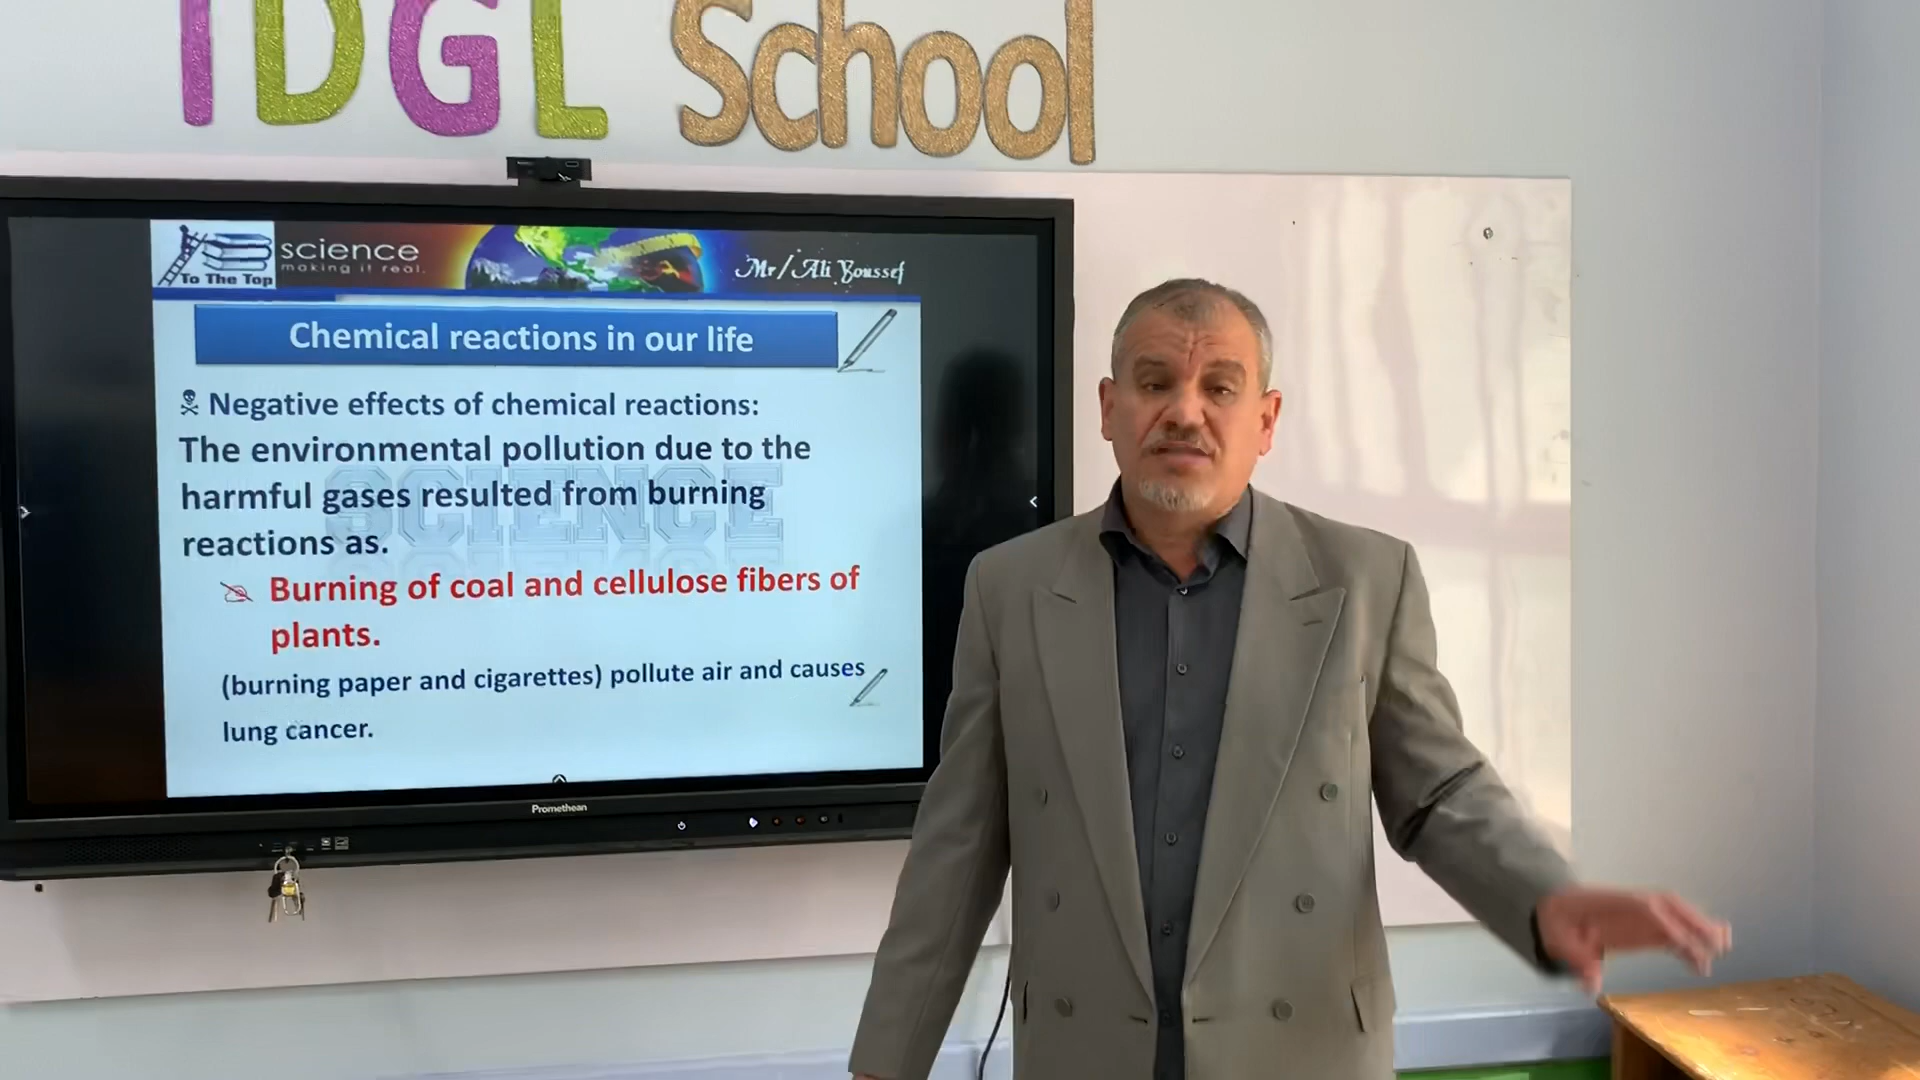 TDGL School
To The Top
science
making it real.
Mr/Ali Youssef
Chemical reactions in our life
Negative effects of chemical reactions:
The environmental pollution due to the
harmful gases resulted from burning
reactions as.
SCIENCE
Burning of coal and cellulose fibers of
plants.
(burning paper and cigarettes) pollute air and causes
lung cancer.
Promethean